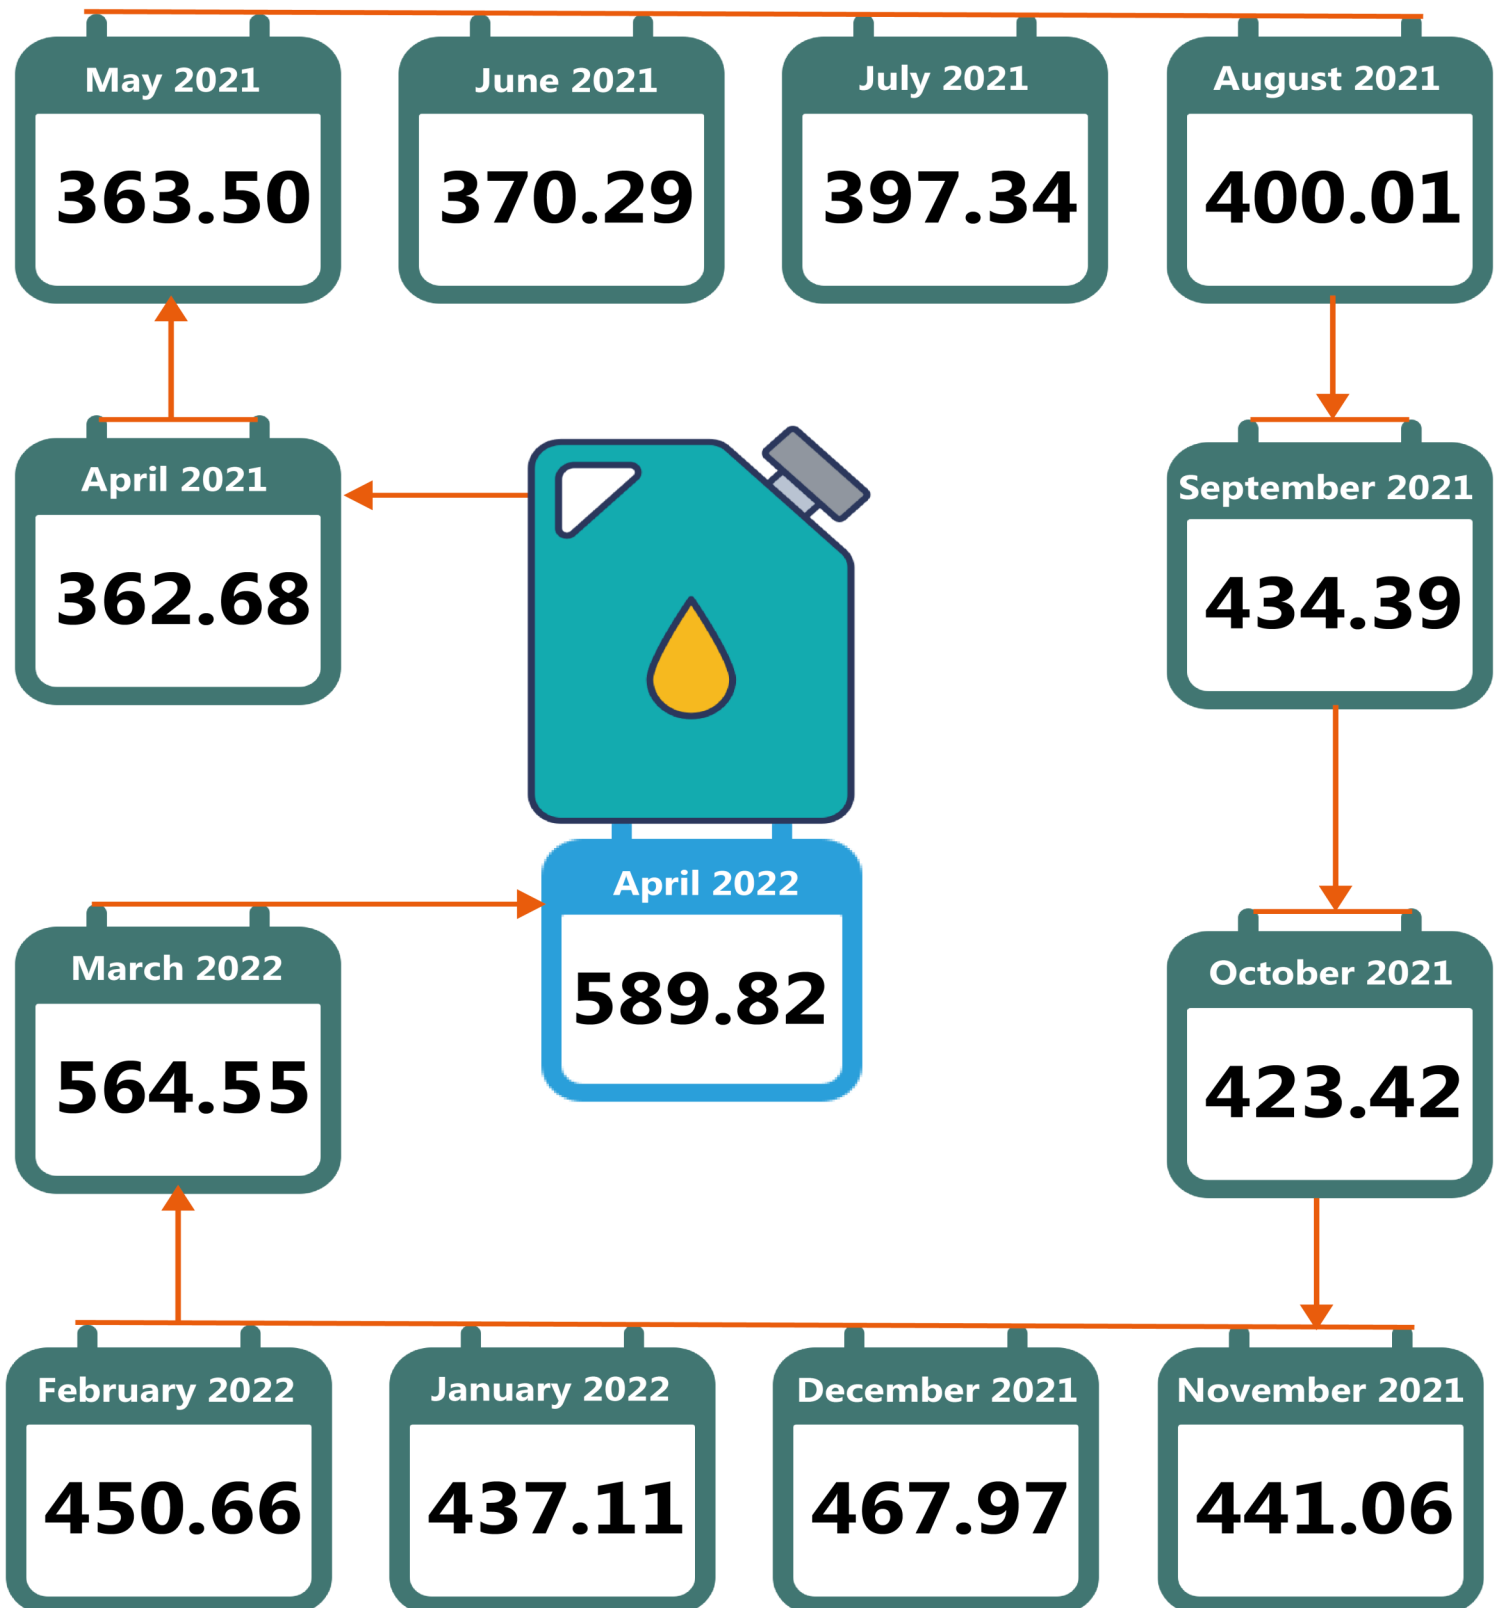 May 2021
363.50
June 2021
370.29
July 2021
397.34
August 2021
400.01
April 2021
362.68
September 2021
434.39
April 2022
589.82
March 2022
564.55
October 2021
423.42
February 2022
450.66
January 2022
437.11
December 2021
467.97
November 2021
441.06